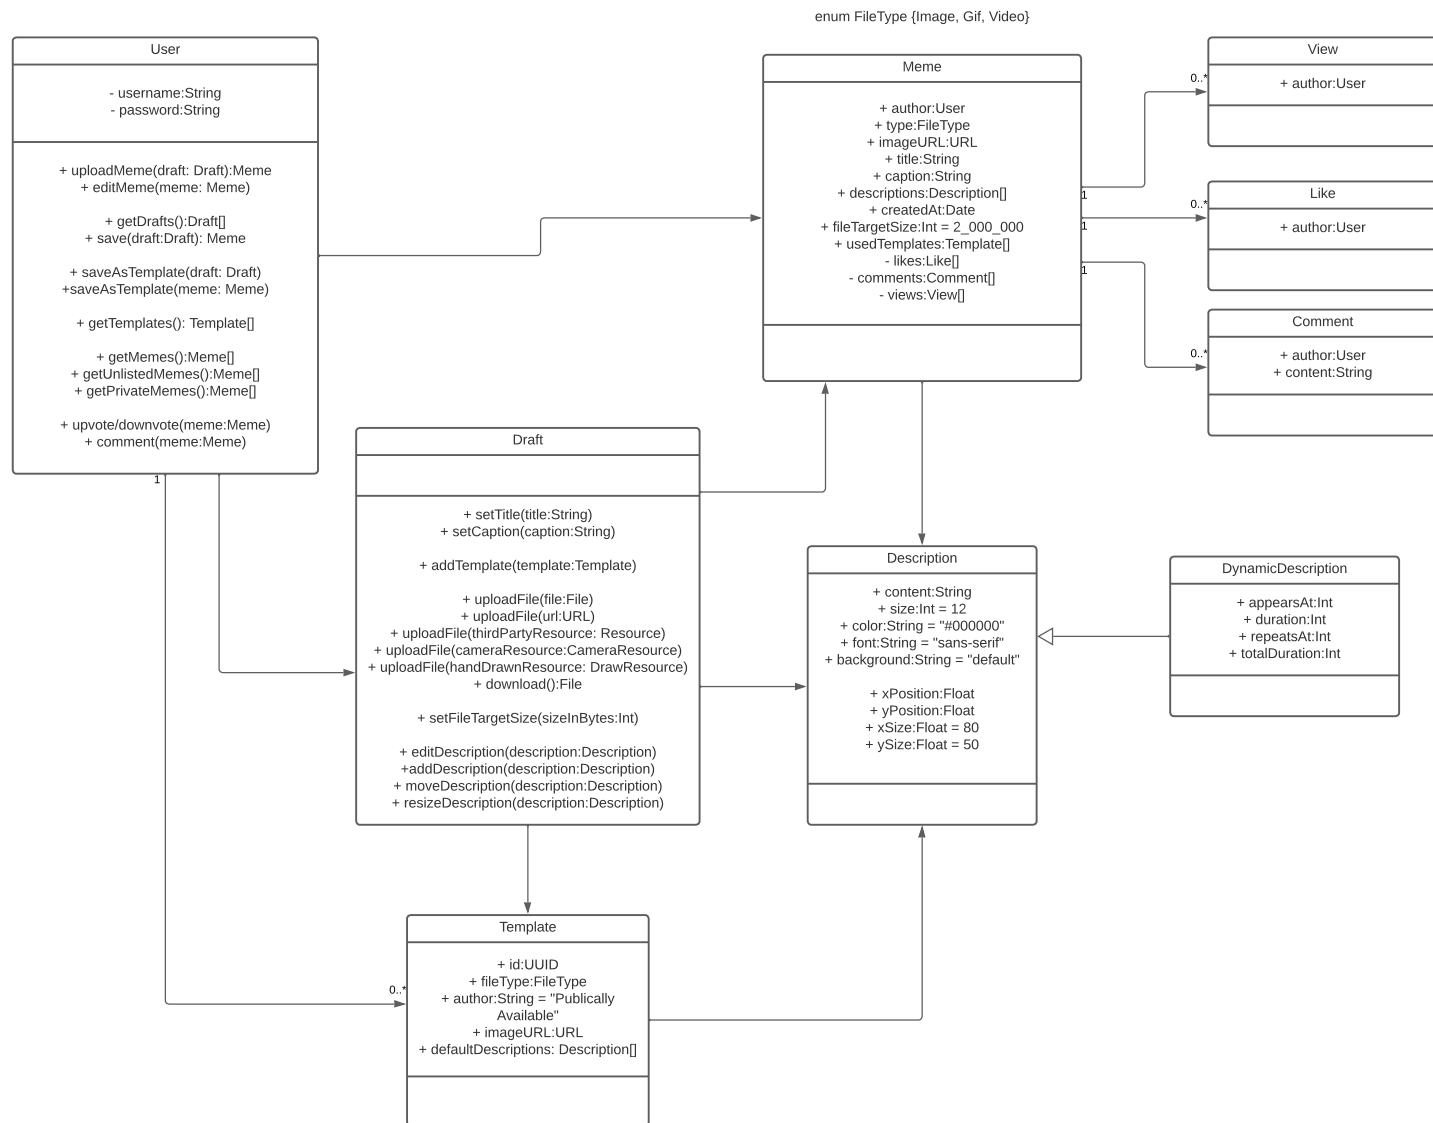 enum FileType {Image, Gif, Video}
User
- username:String
- password:String
+ uploadMeme(draft: Draft):Meme
+ editMeme(meme: Meme)
+ getDrafts():Draft[]
+ save(draft:Draft): Meme
+ saveAsTemplate(draft: Draft)
+saveAsTemplate(meme: Meme)
+ getTemplates(): Template[]
+ getMemes():Meme[]
+ getUnlistedMemes():Meme[]
+ getPrivateMemes():Meme[]
+ upvote/downvote(meme:Meme)
+ comment(meme:Meme)
1
Meme
+ author:User
+ type:FileType
+ imageURL:URL
+ title:String
+ caption:String
+ descriptions:Description[]
+ createdAt:Date
+ fileTargetSize:Int = 2_000_000
+ usedTemplates:Template[]
- likes:Like[]
- comments:Comment[]
- views:View[]
1
1
1
0..*
View
+ author:User
0..*
Like
+ author:User
0..*
Comment
+ author:User
+ content:String
Draft
+ setTitle(title:String)
+ setCaption(caption:String)
+ addTemplate(template:Template)
+ uploadFile(file:File)
+ uploadFile(url:URL)
+ uploadFile(thirdPartyResource: Resource)
+ uploadFile(cameraResource:CameraResource)
+ uploadFile(handDrawnResource: DrawResource)
+ download():File
+ setFileTargetSize(sizeInBytes:Int)
+ editDescription(description:Description)
+addDescription(description:Description)
+ moveDescription(description:Description)
+ resizeDescription(description:Description)
Description
+ content:String
+ size:Int = 12
+ color:String = "#000000"
+ font:String = "sans-serif"
+ background:String = "default"
+ xPosition:Float
+ yPosition:Float
+ xSize:Float = 80
+ ySize:Float = 50
DynamicDescription
+ appearsAt:Int
+ duration:Int
+ repeatsAt:Int
+ totalDuration:Int
0..*
Template
+ id:UUID
+ fileType:FileType
+ author:String = "Publically
Available"
+ imageURL:URL
+ defaultDescriptions: Description[]